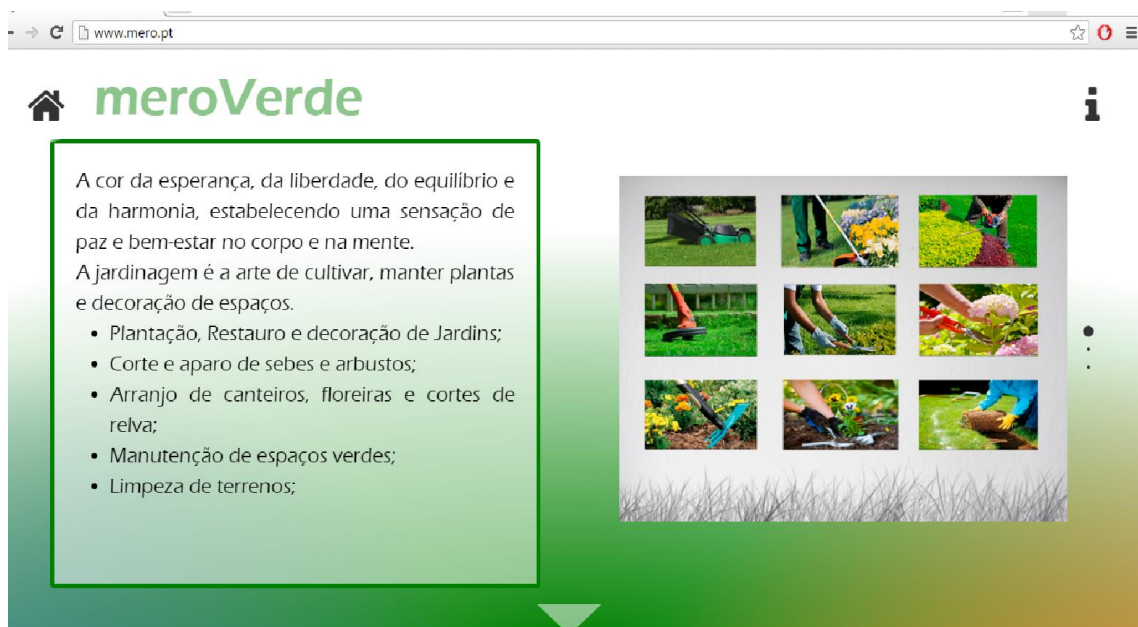 www.mero.pt
meroVerde
A cor da esperança, da liberdade, do equilíbrio e
da harmonia, estabelecendo uma sensação de
paz e bem-estar no corpo e na mente.
A jardinagem é a arte de cultivar, manter plantas
e decoração de espaços.
• Plantação, Restauro e decoração de Jardins;
• Corte e aparo de sebes e arbustos;
• Arranjo de canteiros, floreiras e cortes de
relva;
• Manutenção de espaços verdes;
• Limpeza de terrenos;